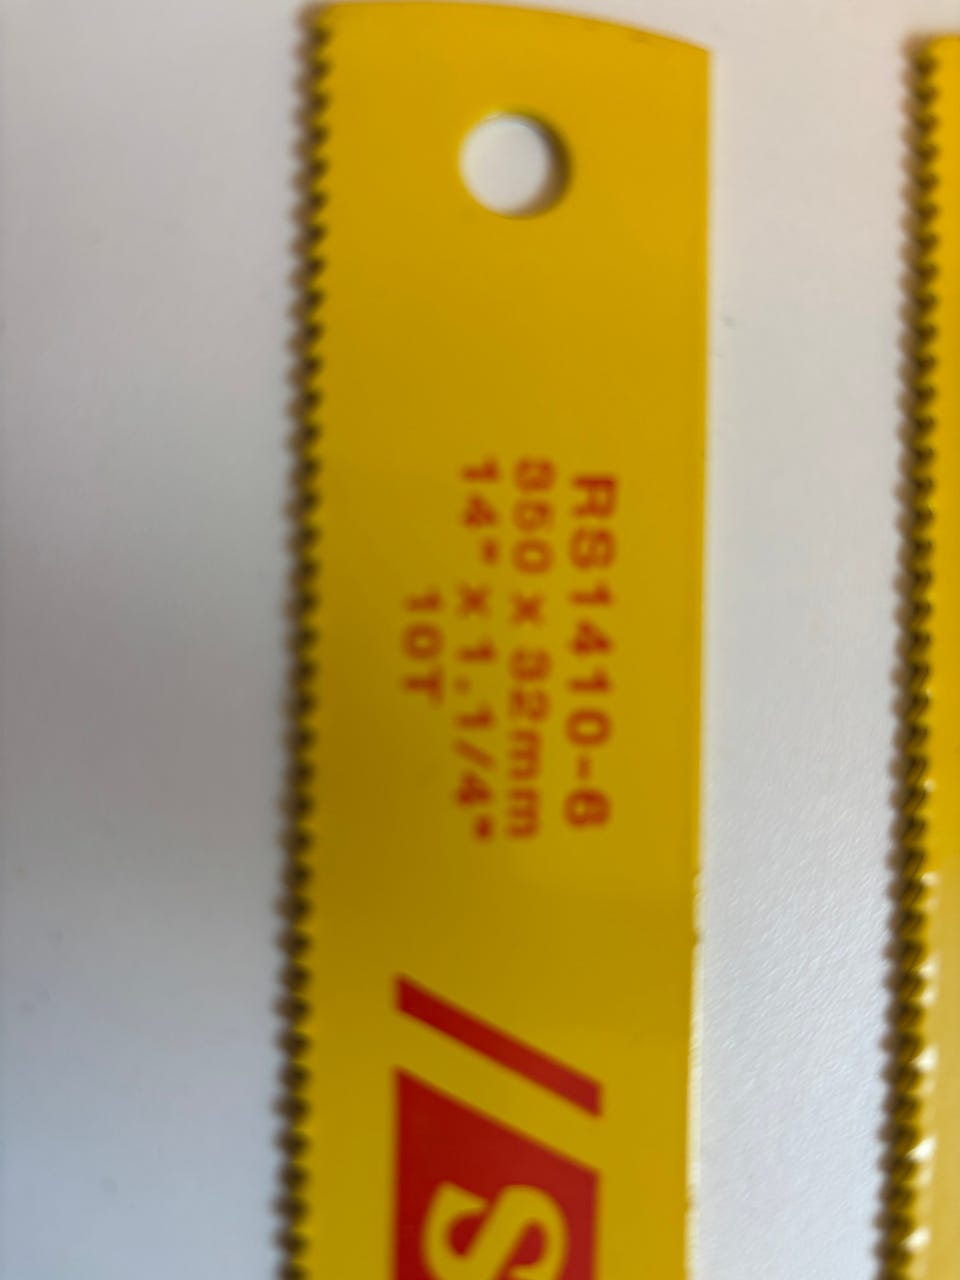 RS1410-6
350 x 32mm
14" X 1.1/4"
10T
S